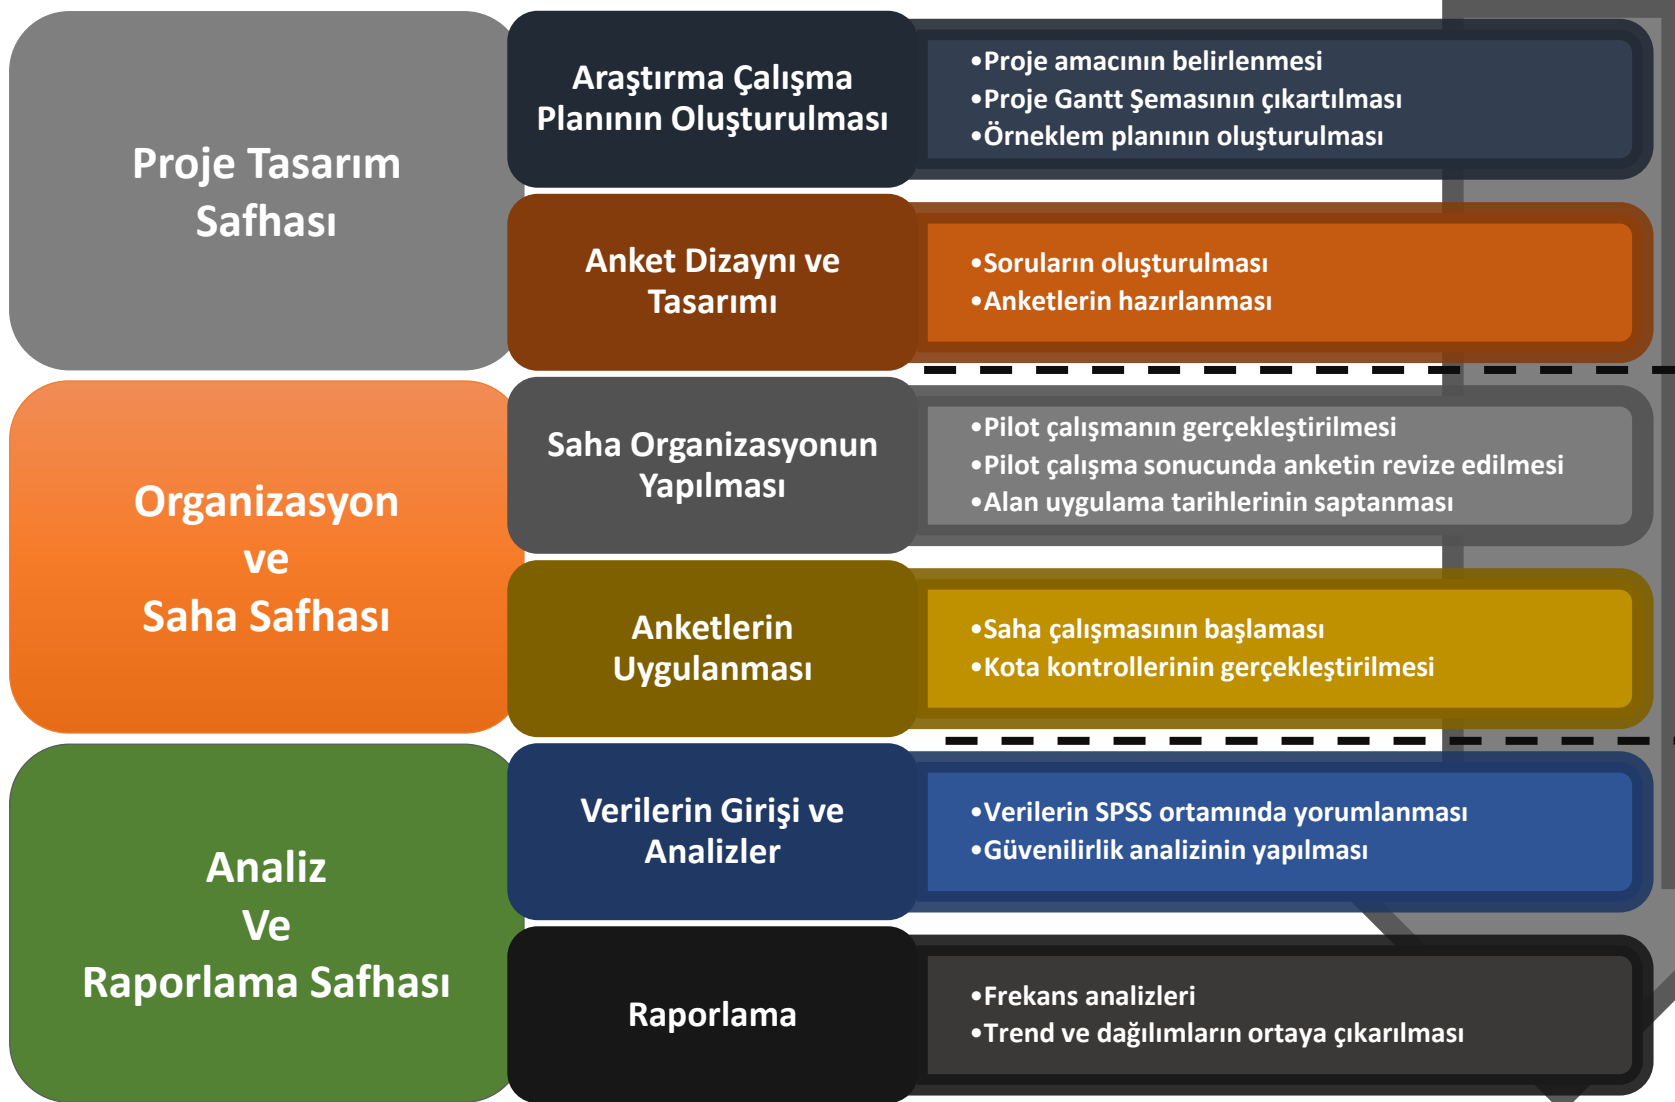 Proje Tasarım
Safhası
Araştırma Çalışma
Planının Oluşturulması
•Proje amacının belirlenmesi
•Proje Gantt Şemasının çıkartılması
•Örneklem planının oluşturulması
Anket Dizaynı ve
Tasarımı
•Soruların oluşturulması
•Anketlerin hazırlanması
Organizasyon
ve
Saha Safhası
Saha Organizasyonun
Yapılması
•Pilot çalışmanın gerçekleştirilmesi
•Pilot çalışma sonucunda anketin revize edilmesi
•Alan uygulama tarihlerinin saptanması
Anketlerin
Uygulanması
•Saha çalışmasının başlaması
•Kota kontrollerinin gerçekleştirilmesi
Analiz
Ve
Raporlama Safhası
Verilerin Girişi ve
Analizler
•Verilerin SPSS ortamında yorumlanması
•Güvenilirlik analizinin yapılması
Raporlama
•Frekans analizleri
•Trend ve dağılımların ortaya çıkarılması